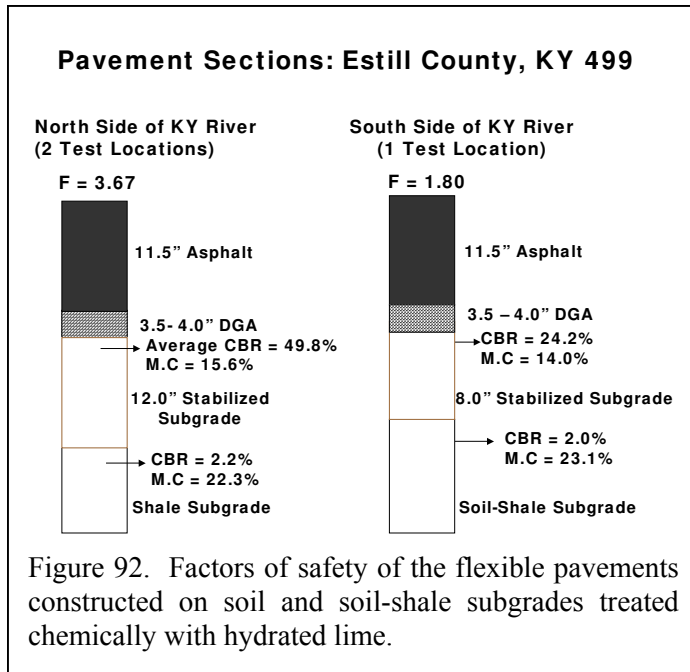 Pavement Sections: Estill County, KY 499
North Side of KY River
(2 Test Locations)
F = 3.67
11.5” Asphalt
3.5- 4.0” DGA
Average CBR = 49.8%
M.C = 15.6%
12.0” Stabilized
Subgrade
CBR = 2.2%
M.C = 22.3%
Shale Subgrade
South Side of KY River
(1 Test Location)
F = 1.80
11.5” Asphalt
3.5 – 4.0” DGA
CBR = 24.2%
M.C = 14.0%
8.0” Stabilized Subgrade
CBR = 2.0%
M.C = 23.1%
Soil-Shale Subgrade
Figure 92. Factors of safety of the flexible pavements
constructed on soil and soil-shale subgrades treated
chemically with hydrated lime.